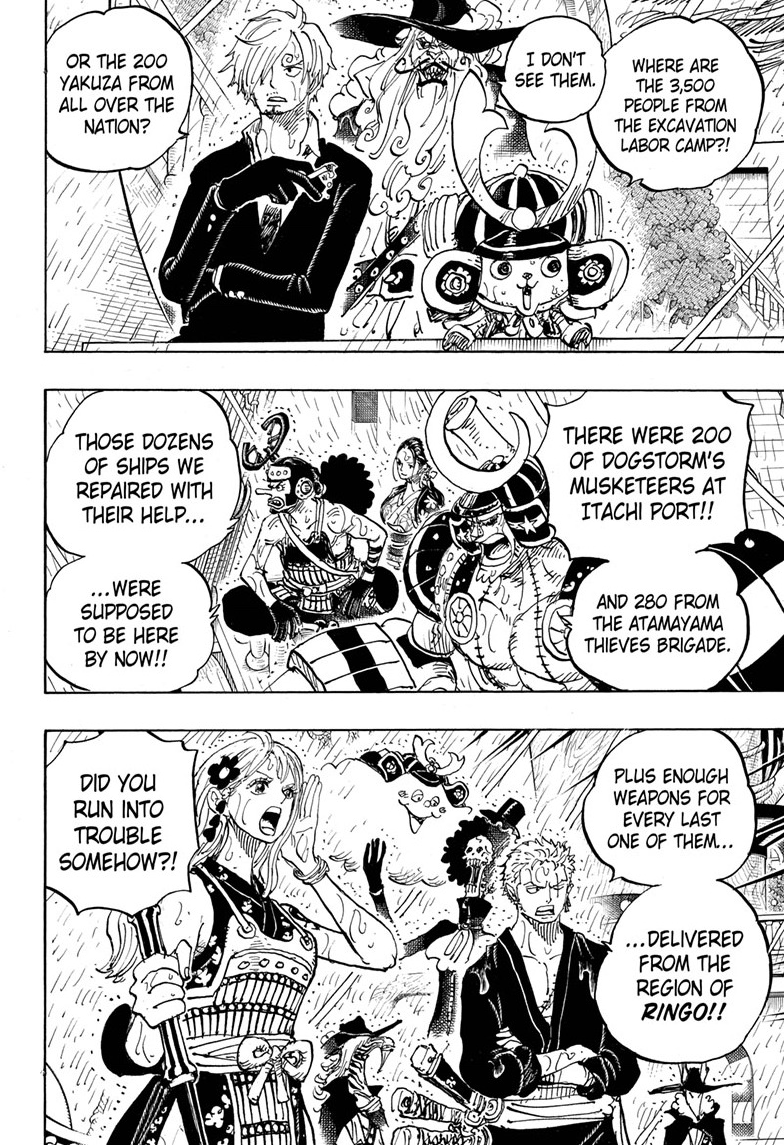 WHERE ARE
THE 3,500
PEOPLE FROM
THE EXCAVATION
LABOR CAMP?!
I DON'T
SEE THEM.
OR THE 200
YAKUZA FROM
ALL OVER THE
NATION?
THERE WERE 200
OF DOGSTORM'S
MUSKETEERS AT
ITACHI PORT!!
AND 280 FROM
THE ATAMAYAMA
THIEVES BRIGADE.
THOSE DOZENS
OF SHIPS WE
REPAIRED WITH
THEIR HELP...
...WERE
SUPPOSED
TO BE HERE
BY NOW!!
PLUS ENOUGH
WEAPONS FOR
EVERY LAST
ONE OF THEM...
...DELIVERED
FROM THE
REGION OF
RINGO!!
DID YOU
RUN INTO
TROUBLE
SOMEHOW?!